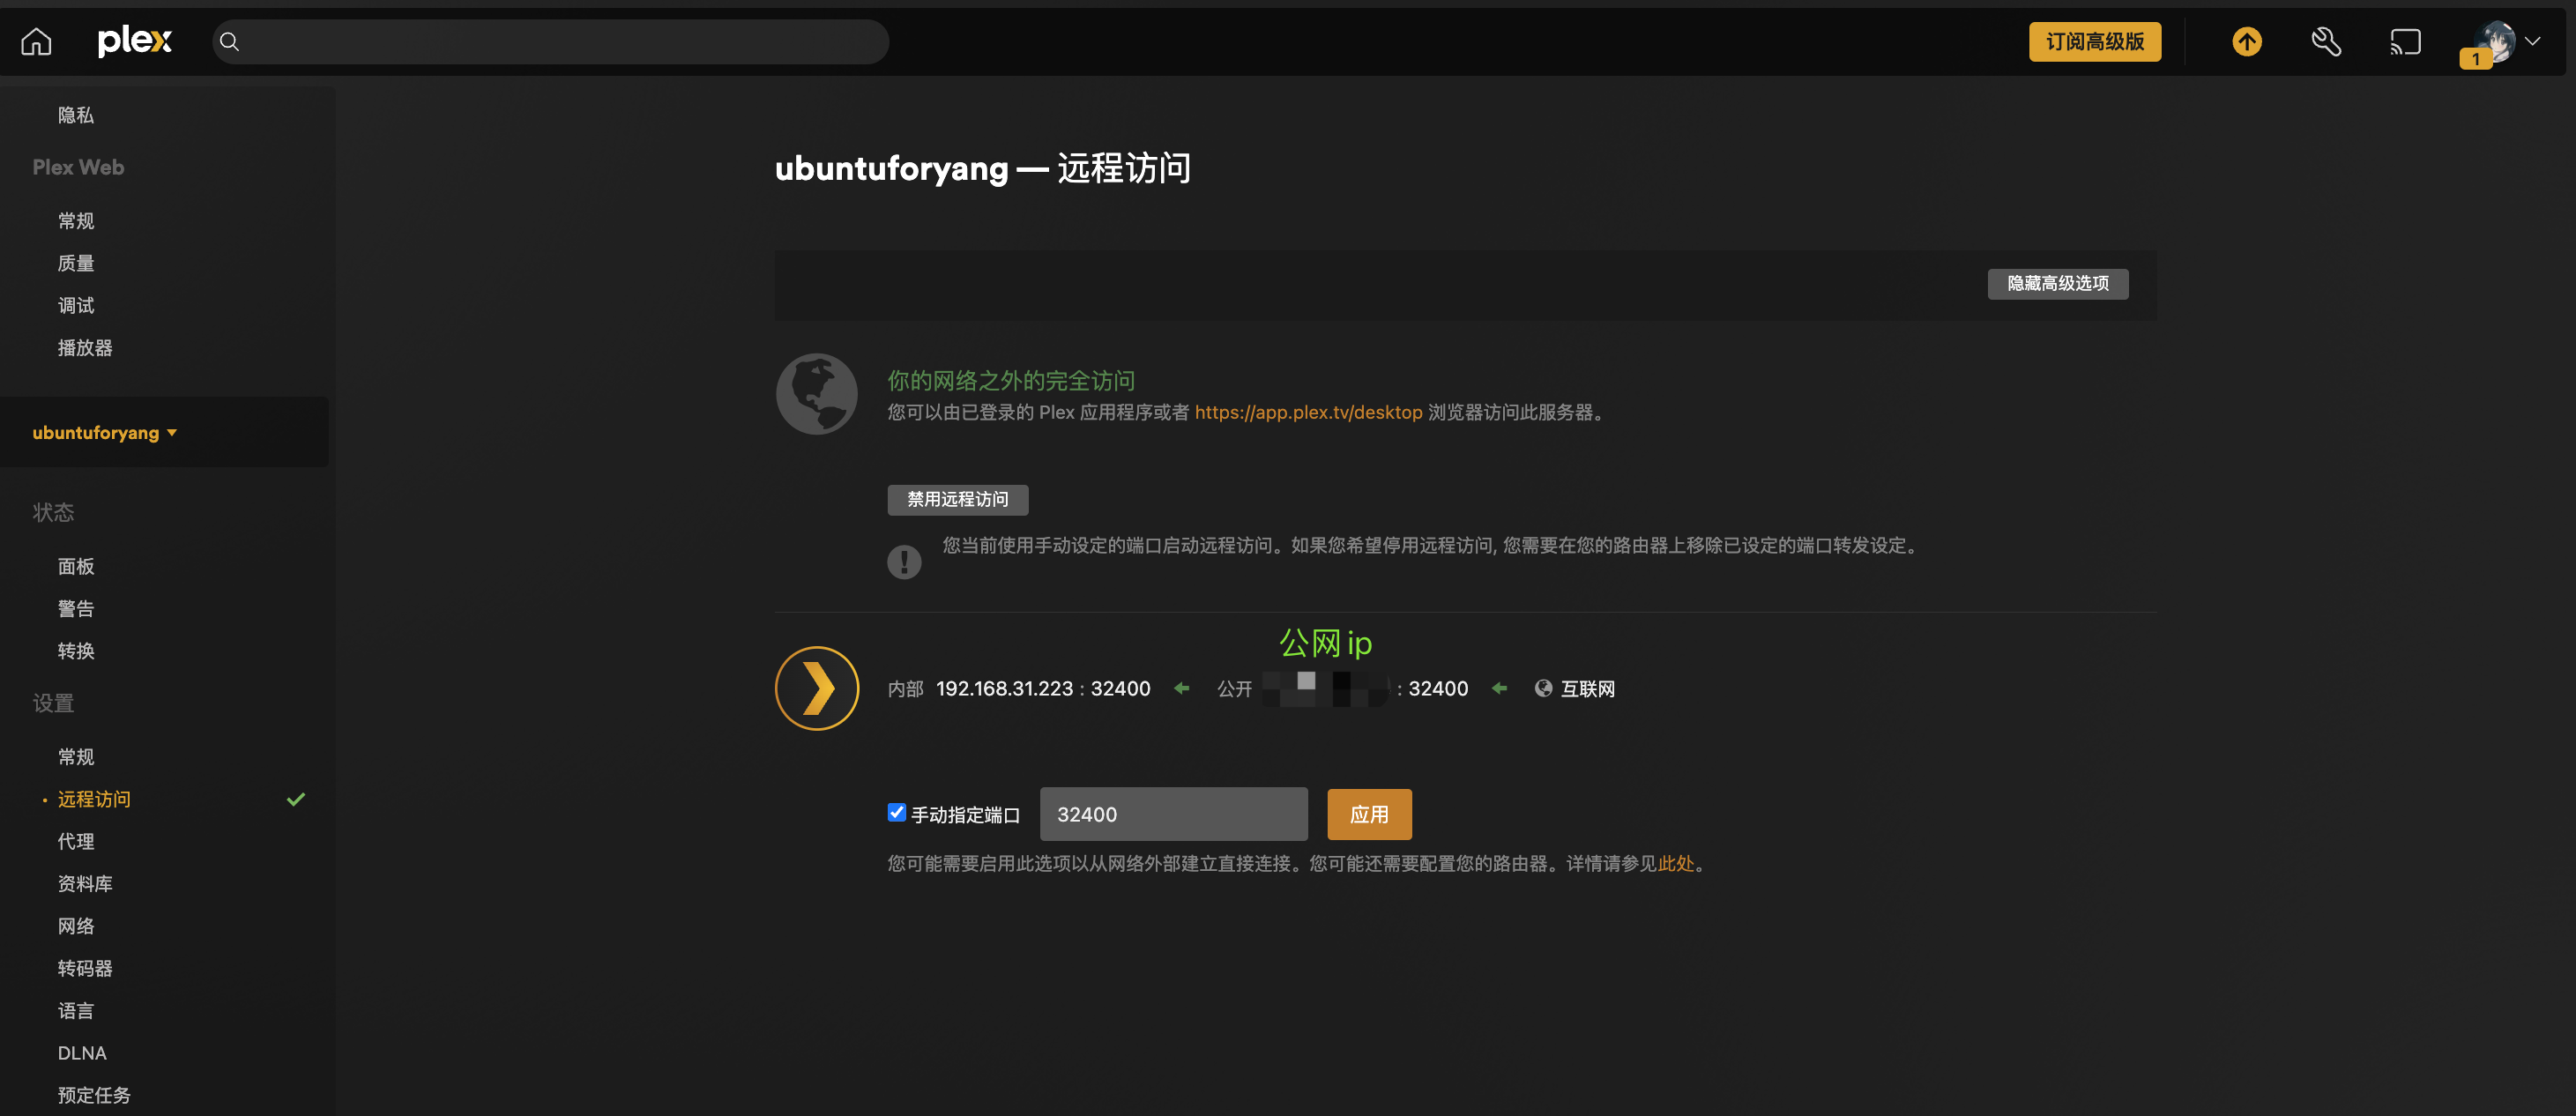 plex
订阅高级版
1
隐私
Plex Web
常规
质量
调试
播放器
ubuntuforyang
状态
面板
警告
转换
设置
常规
远程访问
代理
资料库
网络
转码器
语言
DLNA
预定任务
ubuntuforyang — 远程访问
隐藏高级选项
你的网络之外的完全访问
您可以由已登录的 Plex 应用程序或者 https://app.plex.tv/desktop 浏览器访问此服务器。
禁用远程访问
您当前使用手动设定的端口启动远程访问。如果您希望停用远程访问, 您需要在您的路由器上移除已设定的端口转发设定。
公网ip
内部 192.168.31.223 : 32400 公开 : 32400 互联网
手动指定端口 32400 应用
您可能需要启用此选项以从网络外部建立直接连接。您可能还需要配置您的路由器。详情请参见此处。